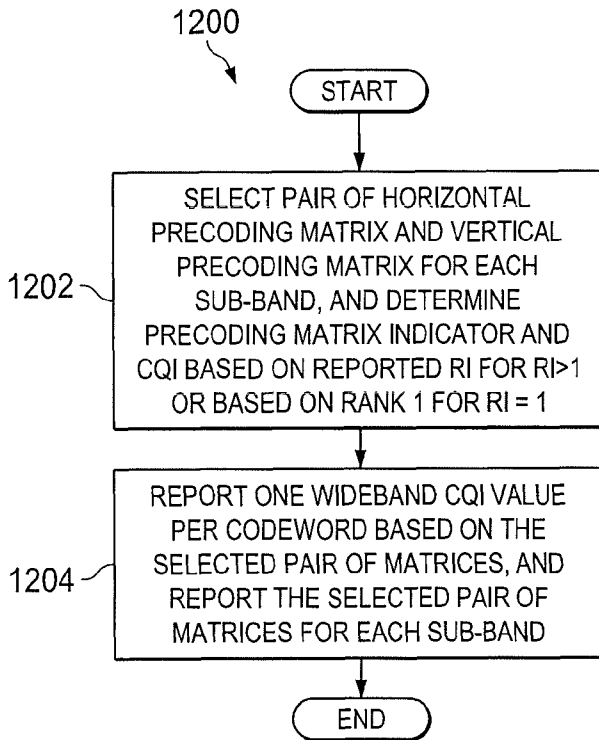 1200
START
SELECT PAIR OF HORIZONTAL
PRECODING MATRIX AND VERTICAL
PRECODING MATRIX FOR EACH
SUB-BAND, AND DETERMINE
PRECODING MATRIX INDICATOR AND
CQI BASED ON REPORTED RI FOR RI>1
OR BASED ON RANK 1 FOR RI = 1
1202
REPORT ONE WIDEBAND CQI VALUE
PER CODEWORD BASED ON THE
SELECTED PAIR OF MATRICES, AND
REPORT THE SELECTED PAIR OF
MATRICES FOR EACH SUB-BAND
1204
END